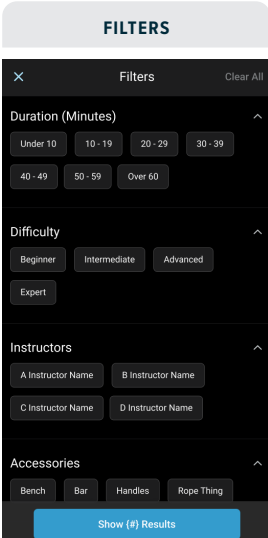 FILTERS
Filters Clear All
Duration (Minutes)
Under 10 10 - 19 20 - 29 30 - 39
40 - 49 50 - 59 Over 60
Difficulty
Beginner Intermediate Advanced
Expert
Instructors
A Instructor Name B Instructor Name
C Instructor Name D Instructor Name
Accessories
Bench Bar Handles Rope Thing
Show {#} Results